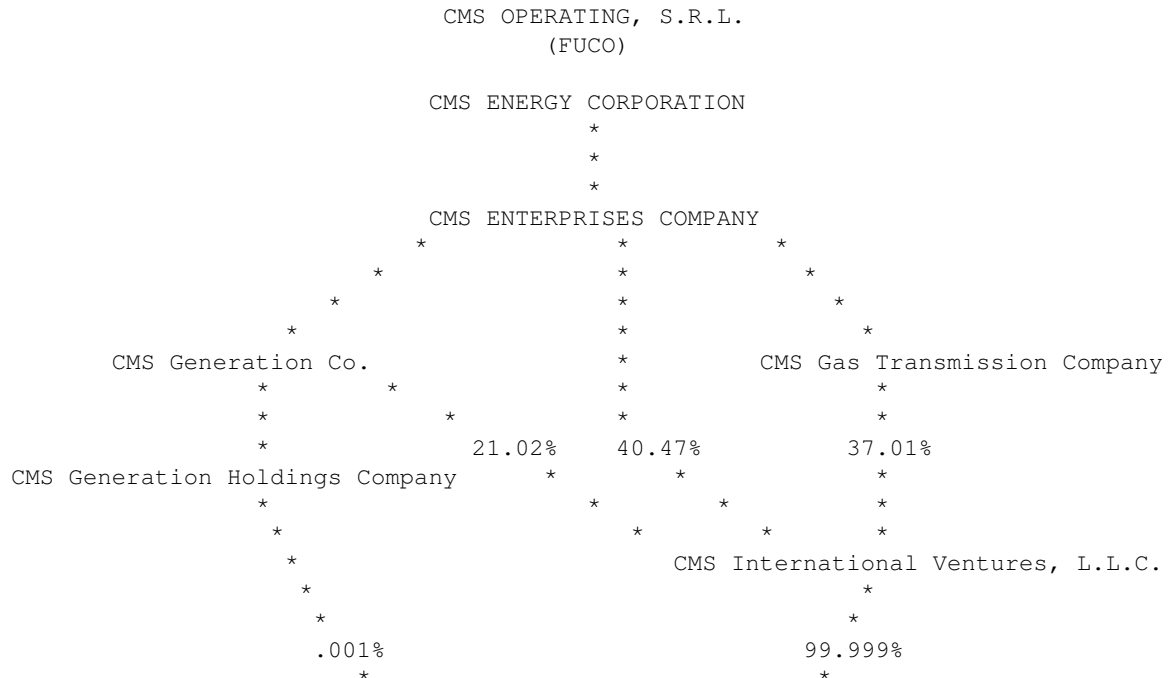 CMS OPERATING, S.R.L.
(FUCO)
CMS ENERGY CORPORATION
*
*
*
CMS ENTERPRISES COMPANY
* * *
* * *
* * *
* * *
CMS Generation Co. * CMS Gas Transmission Company
* * * *
* * * *
* 21.02% 40.47% 37.01%
CMS Generation Holdings Company * * *
* * * *
* * * *
* CMS International Ventures, L.L.C.
* *
* *
.001% 99.999%
* *